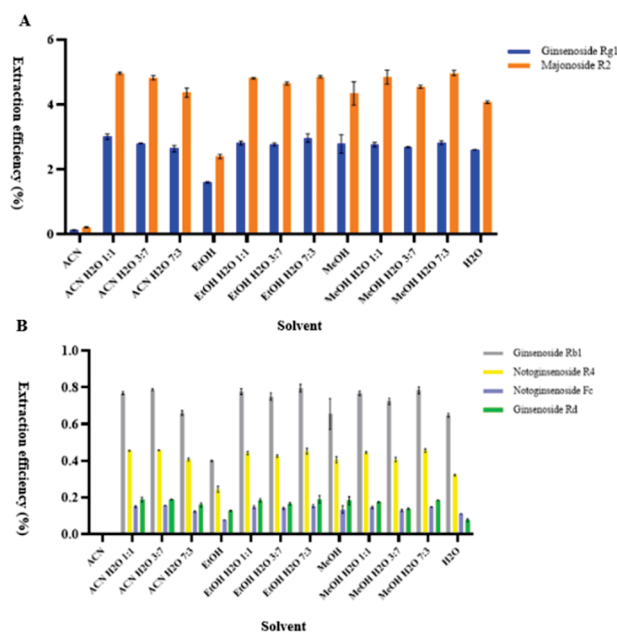 A
Ginsenoside Rg1
Majonoside R2
Extraction efficiency (%)
6
4
2
0
ACN
ACN H2O 1:1
ACN H2O 3:7
ACN H2O 7:3
EtOH
EtOH H2O 1:1
EtOH H2O 3:7
EtOH H2O 7:3
MeOH
MeOH H2O 1:1
MeOH H2O 3:7
MeOH H2O 7:3
H2O
Solvent
B
Ginsenoside Rb1
Notoginsenoside R4
Notoginsenoside Fc
Ginsenoside Rd
Extraction efficiency (%)
1.0
0.8
0.6
0.4
0.2
0.0
ACN
ACN H2O 1:1
ACN H2O 3:7
ACN H2O 7:3
EtOH
EtOH H2O 1:1
EtOH H2O 3:7
EtOH H2O 7:3
MeOH
MeOH H2O 1:1
MeOH H2O 3:7
MeOH H2O 7:3
H2O
Solvent